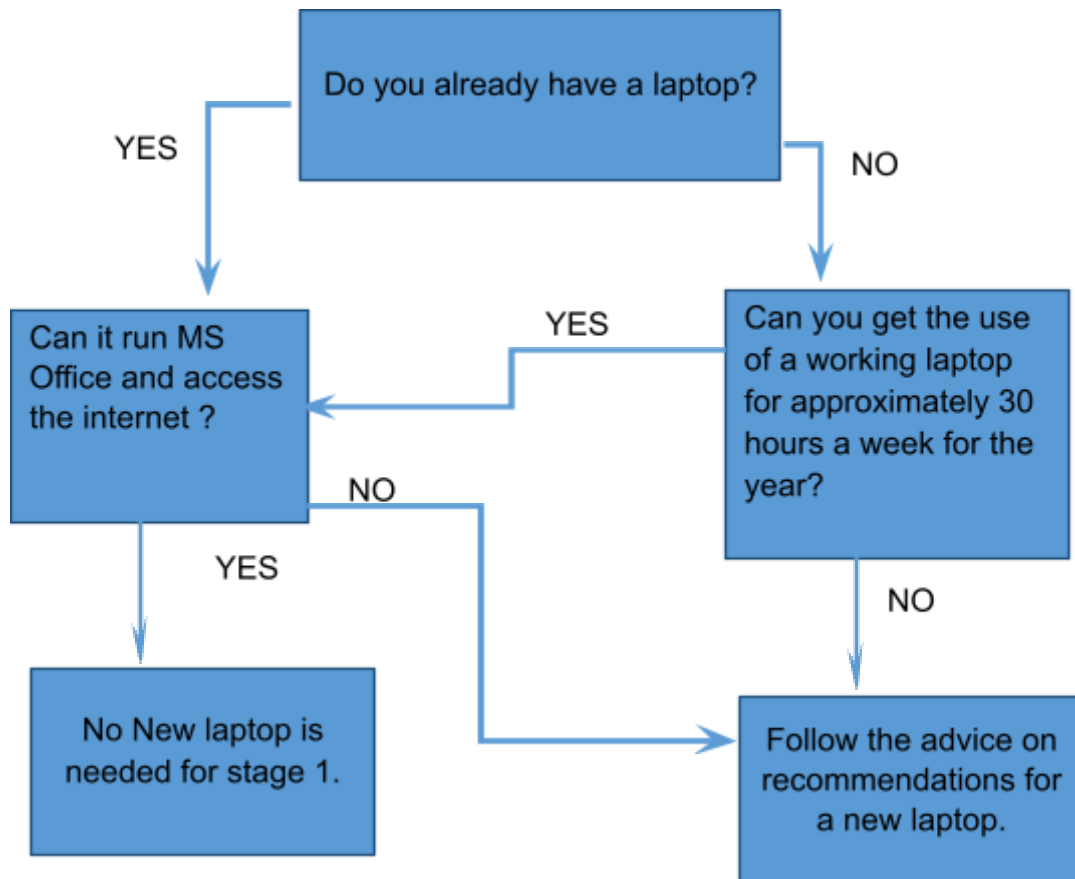 Do you already have a laptop?
YES
NO
Can it run MS
Office and access
the internet ?
YES
Can you get the use
of a working laptop
for approximately 30
hours a week for the
year?
NO
YES
NO
No New laptop is
needed for stage 1.
Follow the advice on
recommendations for
a new laptop.